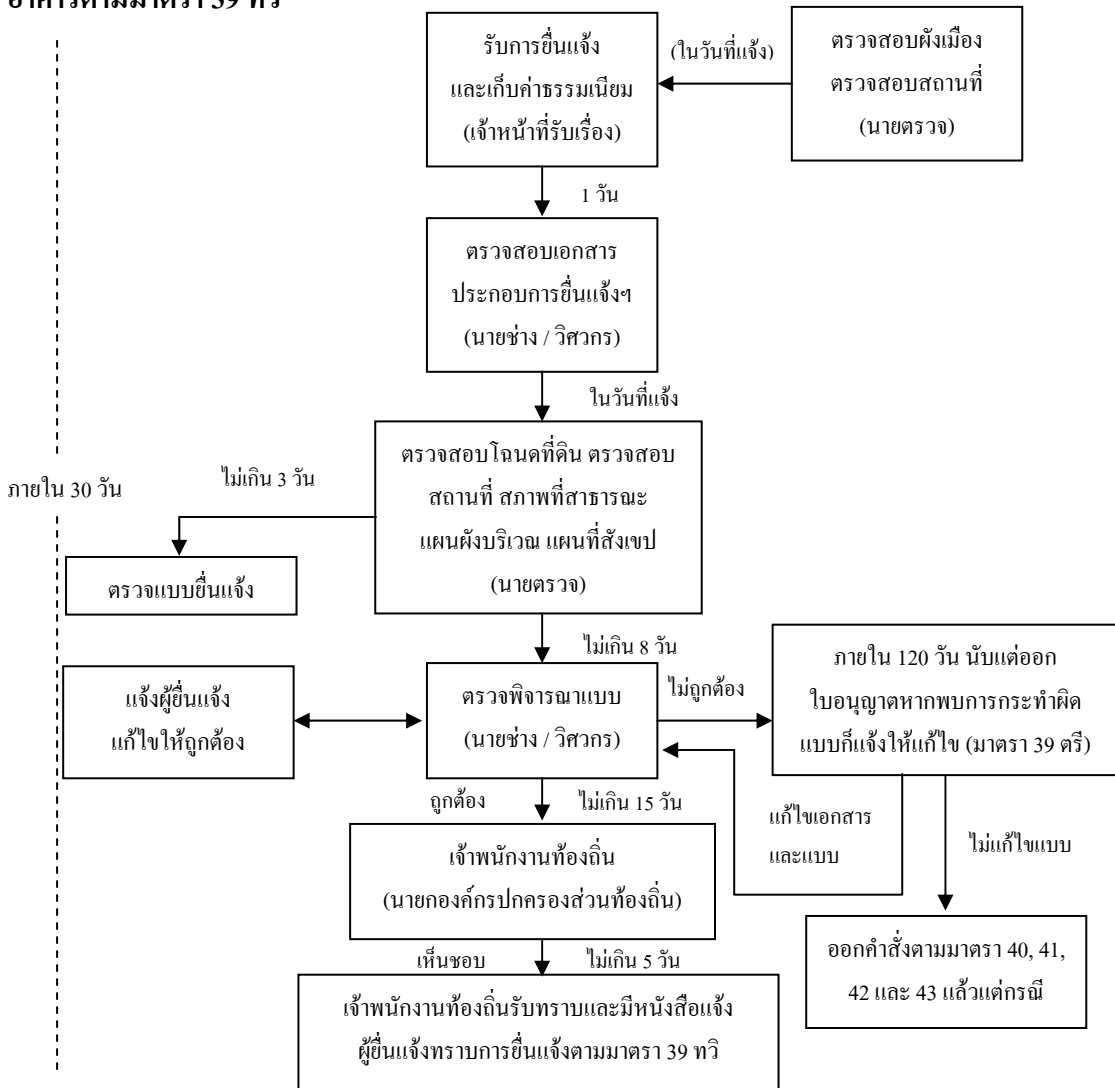 อาคารตามมาตรา 39 ทวิ
รับการยื่นแจ้ง
และเก็บค่าธรรมเนียม
(เจ้าหน้าที่รับเรื่อง)
(ในวันที่แจ้ง)
ตรวจสอบผังเมือง
ตรวจสอบสถานที่
(นายตรวจ)
1 วัน
ตรวจสอบเอกสาร
ประกอบการยื่นแจ้งฯ
(นายช่าง / วิศวกร)
ในวันที่แจ้ง
ตรวจสอบโฉนดที่ดิน ตรวจสอบ
สถานที่ สภาพที่สาธารณะ
แผนผังบริเวณ แผนที่สังเขป
(นายตรวจ)
ไม่เกิน 3 วัน
ภายใน 30 วัน
ตรวจแบบยื่นแจ้ง
ไม่เกิน 8 วัน
แจ้งผู้ยื่นแจ้ง
แก้ไขให้ถูกต้อง
ตรวจพิจารณาแบบ
(นายช่าง / วิศวกร)
ไม่ถูกต้อง
ภายใน 120 วัน นับแต่ออก
ใบอนุญาตหากพบการกระทำผิด
แบบก็แจ้งให้แก้ไข (มาตรา 39 ตรี)
ถูกต้อง
ไม่เกิน 15 วัน
แก้ไขเอกสาร
และแบบ
ไม่แก้ไขแบบ
เจ้าพนักงานท้องถิ่น
(นายกองค์กรปกครองส่วนท้องถิ่น)
เห็นชอบ
ไม่เกิน 5 วัน
ออกคำสั่งตามมาตรา 40, 41,
42 และ 43 แล้วแต่กรณี
เจ้าพนักงานท้องถิ่นรับทราบและมีหนังสือแจ้ง
ผู้ยื่นแจ้งทราบการยื่นแจ้งตามมาตรา 39 ทวิ